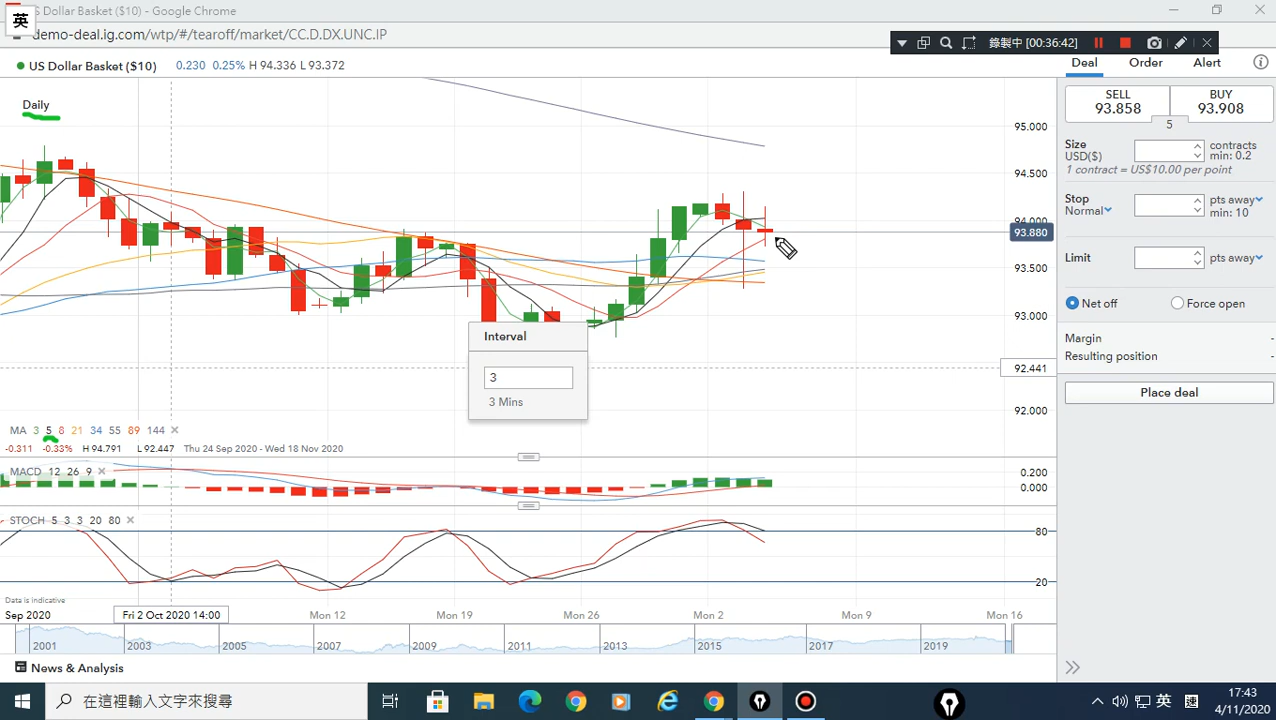 英
US Dollar Basket ($10) - Google Chrome
demo-deal.ig.com/wtp/#/tearoff/market/CC.D.DX.UNC.IP
錄製中 [00:36:42]
US Dollar Basket ($10) 0.230 0.25% H 94.336 L 93.372
Deal Order Alert
Daily
SELL BUY
93.858 93.908
5
95.000
94.500
94.000
93.880
93.500
93.000
92.441
92.000
Size
USD($)
contracts
min: 0.2
1 contract = US$10.00 per point
Stop
Normal
pts away
min: 10
Limit
pts away
Net off Force open
Margin -
Resulting position -
Place deal
Interval
3
3 Mins
MA 3 5 8 21 34 55 89 144
-0.311 -0.33% H 94.791 L 92.447 Thu 24 Sep 2020 - Wed 18 Nov 2020
MACD 12 26 9
0.200
0.000
STOCH 5 3 3 20 80
80
20
Data is indicative
Sep 2020 Fri 2 Oct 2020 14:00 Mon 12 Mon 19 Mon 26 Mon 2 Mon 9 Mon 16
2001 2003 2005 2007 2009 2011 2013 2015 2017 2019
News & Analysis
在這裡輸入文字來搜尋
英
17:43
4/11/2020